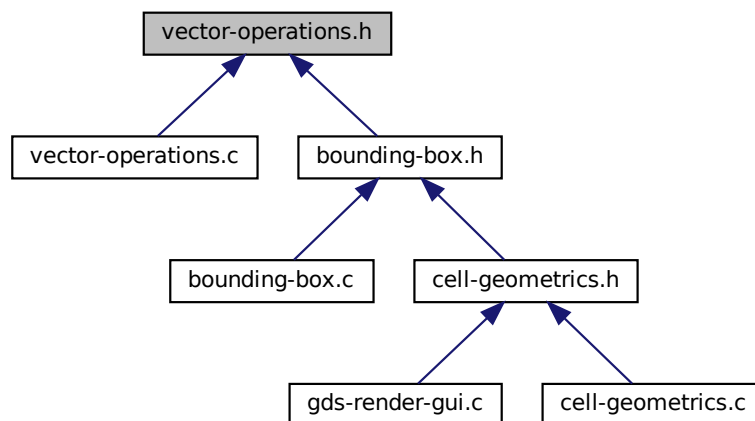 vector-operations.h
vector-operations.c
bounding-box.h
bounding-box.c
cell-geometrics.h
gds-render-gui.c
cell-geometrics.c